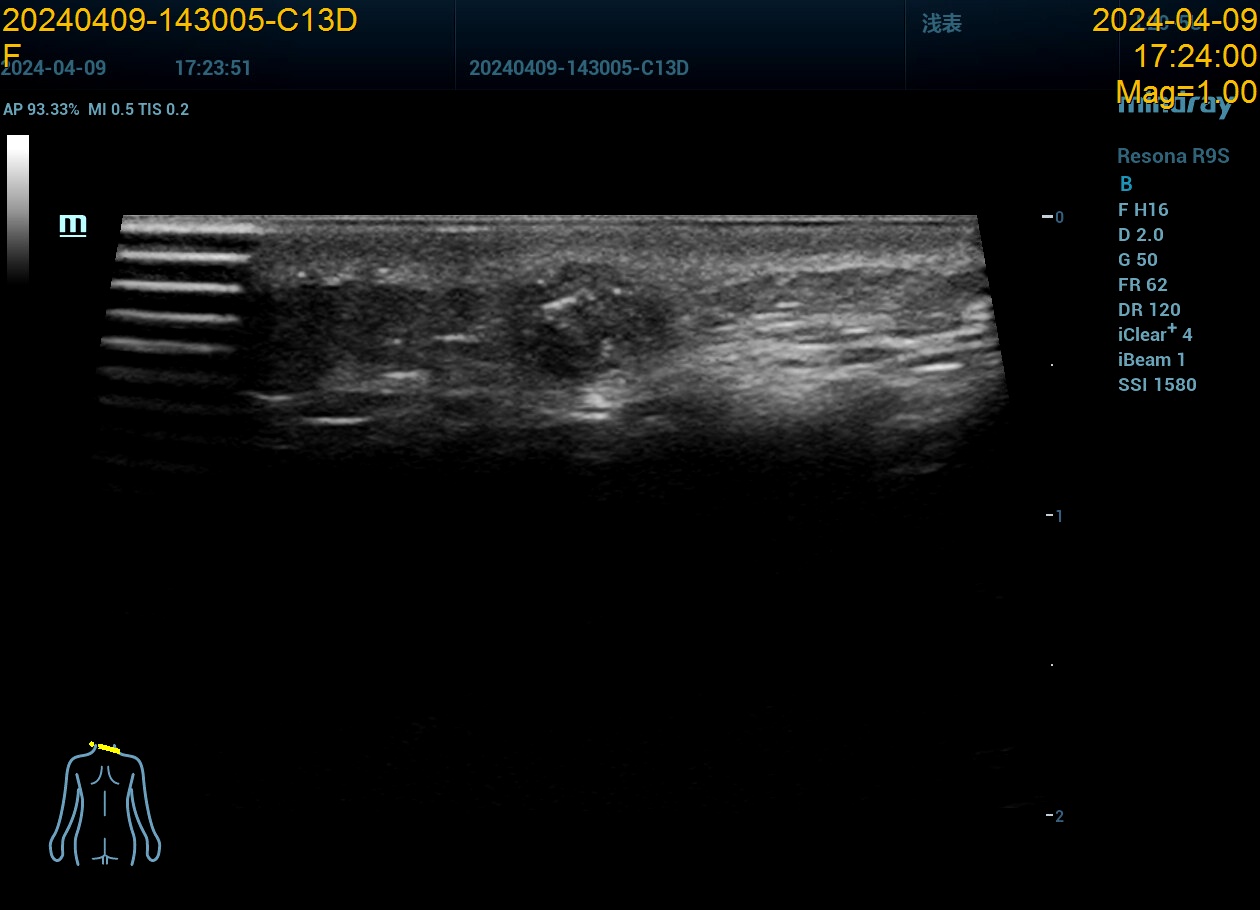 20240409-143005-C13D
F
2024-04-09
17:24:00
Mag=1.00
2024-04-09 17:23:51 20240409-143005-C13D 浅表
AP 93.33% MI 0.5 TIS 0.2
mindray
Resona R9S
B
F H16
D 2.0
G 50
FR 62
DR 120
iClear+ 4
iBeam 1
SSI 1580
m
0
1
2